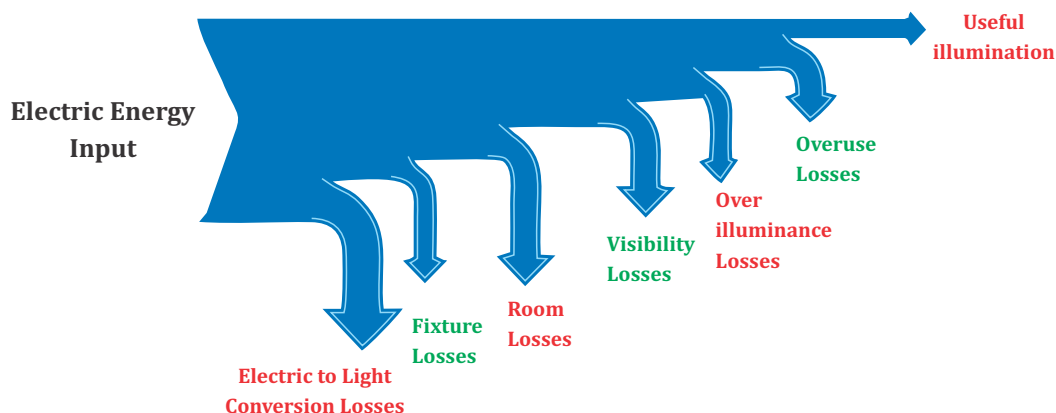 Useful
illumination
Electric Energy
Input
Overuse
Losses
Over
illuminance
Losses
Visibility
Losses
Room
Losses
Fixture
Losses
Electric to Light
Conversion Losses